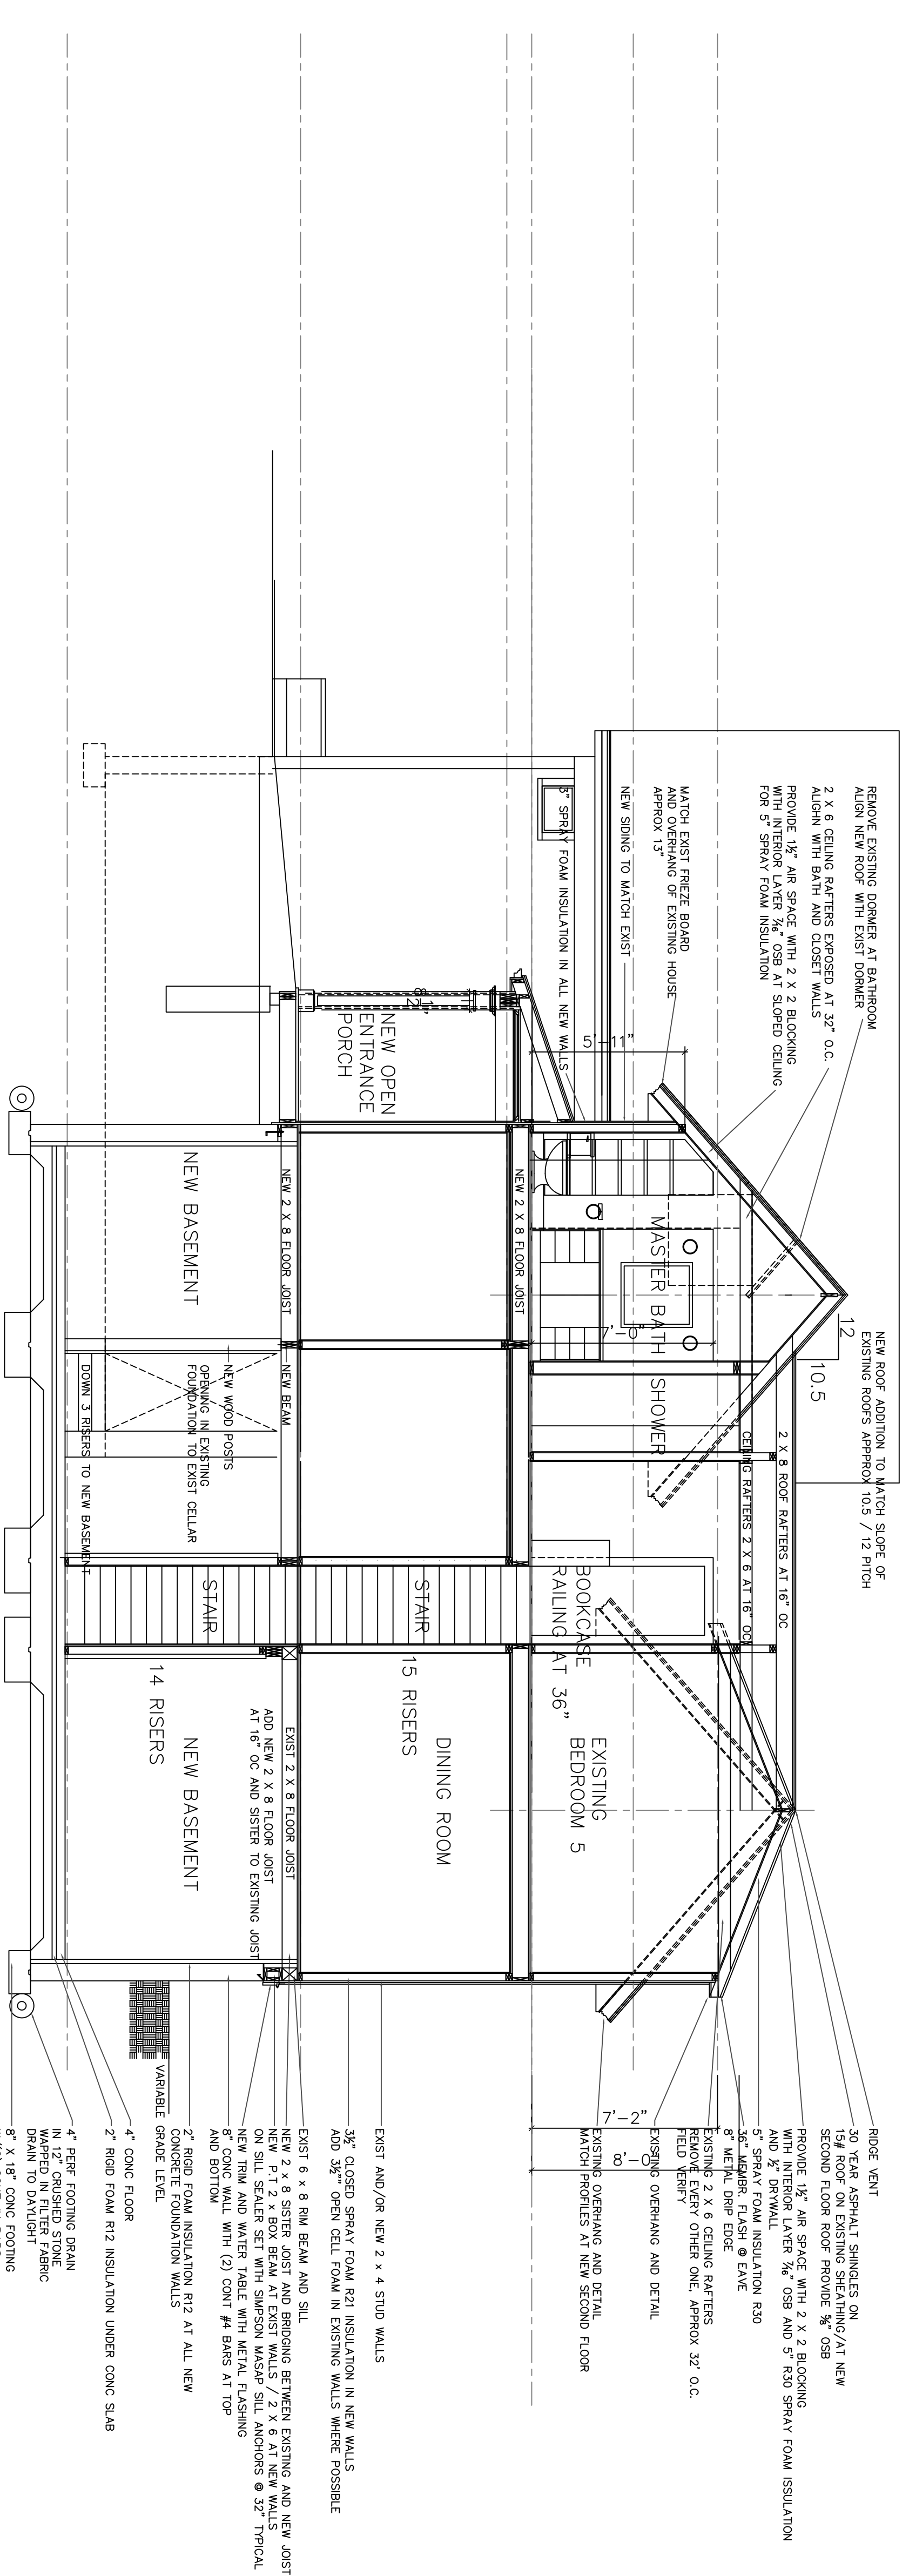 REMOVE EXISTING DORMER AT BATHROOM
ALIGN NEW ROOF WITH EXIST DORMER
2 X 6 CEILING RAFTERS EXPOSED AT 32" O.C.
ALIGHN WITH BATH AND CLOSET WALLS
PROVIDE 1½" AIR SPACE WITH 2 X 2 BLOCKING
WITH INTERIOR LAYER 7/16" OSB AT SLOPED CEILING
FOR 5" SPRAY FOAM INSULATION
MATCH EXIST FRIEZE BOARD
AND OVERHANG OF EXISTING HOUSE
APPROX 13"
NEW SIDING TO MATCH EXIST
3" SPRAY FOAM INSULATION IN ALL NEW WALLS
NEW ROOF ADDITION TO MATCH SLOPE OF
EXISTING ROOFS APPPROX 10.5 / 12 PITCH
12
10.5
2 X 8 ROOF RAFTERS AT 16" OC
CEILING RAFTERS 2 X 6 AT 16" OC
5'-11"
7'-0"
MASTER BATH
SHOWER
BOOKCASE
RAILING AT 36"
EXISTING
BEDROOM 5
NEW 2 X 8 FLOOR JOIST
8 1/2"
NEW OPEN
ENTRANCE
PORCH
STAIR
15 RISERS
DINING ROOM
NEW 2 X 8 FLOOR JOIST
NEW BEAM
EXIST 2 X 8 FLOOR JOIST
ADD NEW 2 X 8 FLOOR JOIST
AT 16" OC AND SISTER TO EXISTING JOIST
NEW BASEMENT
NEW WOOD POSTS
OPENING IN EXISTING
FOUNDATION TO EXIST CELLAR
DOWN 3 RISERS TO NEW BASEMENT
STAIR
14 RISERS
NEW BASEMENT
RIDGE VENT
30 YEAR ASPHALT SHINGLES ON
15# ROOF ON EXISTING SHEATHING/AT NEW
SECOND FLOOR ROOF PROVIDE ⅝" OSB
PROVIDE 1½" AIR SPACE WITH 2 X 2 BLOCKING
WITH INTERIOR LAYER 7/16" OSB AND 5" R30 SPRAY FOAM ISSULATION
AND ½" DRYWALL
5" SPRAY FOAM INSULATION R30
36" MEMBR. FLASH @ EAVE
8" METAL DRIP EDGE
EXISTING 2 X 6 CEILING RAFTERS
REMOVE EVERY OTHER ONE, APPROX 32' O.C.
FIELD VERIFY
EXISTING OVERHANG AND DETAIL
7'-2"
8'-0"
EXISTING OVERHANG AND DETAIL
MATCH PROFILES AT NEW SECOND FLOOR
EXIST AND/OR NEW 2 x 4 STUD WALLS
3½" CLOSED SPRAY FOAM R21 INSULATION IN NEW WALLS
ADD 3½"" OPEN CELL FOAM IN EXISTING WALLS WHERE POSSIBLE
EXIST 6 x 8 RIM BEAM AND SILL
NEW 2 x 8 SISTER JOIST AND BRIDGING BETWEEN EXISTING AND NEW JOIST
NEW P.T 2 x BOX BEAM AT EXIST WALLS / 2 X 6 AT NEW WALLS
ON SILL SEALER SET WITH SIMPSON MASAP SILL ANCHORS @ 32" TYPICAL
NEW TRIM AND WATER TABLE WITH METAL FLASHING
8" CONC WALL WITH (2) CONT #4 BARS AT TOP
AND BOTTOM
2" RIGID FOAM INSULATION R12 AT ALL NEW
CONCRETE FOUNDATION WALLS
VARIABLE GRADE LEVEL
4" CONC FLOOR
2" RIGID FOAM R12 INSULATION UNDER CONC SLAB
4" PERF FOOTING DRAIN
IN 12" CRUSHED STONE
WAPPED IN FILTER FABRIC
DRAIN TO DAYLIGHT
8" X 18" CONC FOOTING